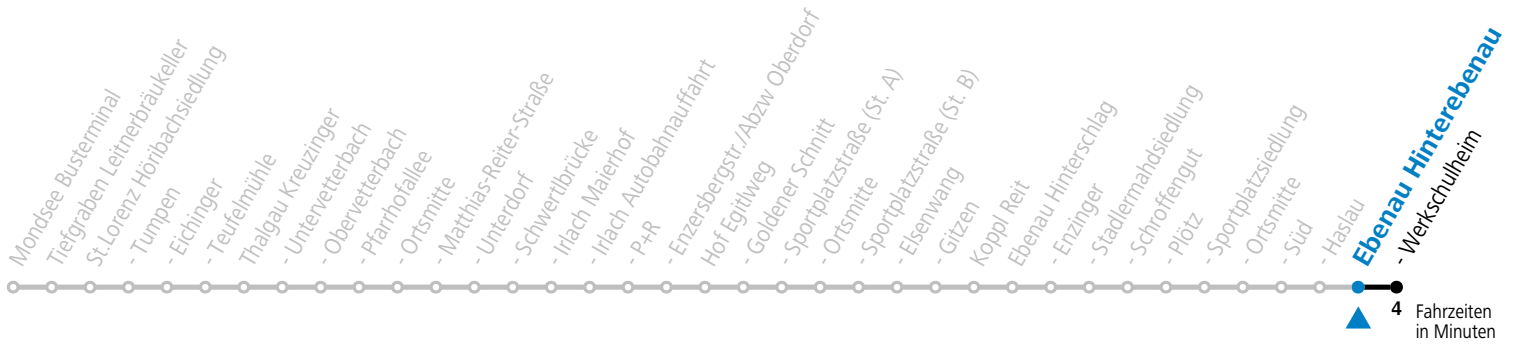 Mondsee Busterminal
Tiefgraben Leitnerbräukeller
St.Lorenz Höribachsiedlung
- Tumpen
- Eichinger
- Teufelmühle
Thalgau Kreuzinger
- Untervetterbach
- Obervetterbach
- Pfarrhofallee
- Ortsmitte
- Matthias-Reiter-Straße
- Unterdorf
- Schwertlbrücke
- Irlach Maierhof
- Irlach Autobahnauffahrt
- P+R
- Enzersbergstr./Abzw Oberdorf
Hof Egitlweg
- Goldener Schnitt
- Sportplatzstraße (St. A)
- Ortsmitte
- Sportplatzstraße (St. B)
- Elsenwang
- Gitzen
Koppl Reit
Ebenau Hinterschlag
- Enzinger
- Stadlermahdsiedlung
- Schroffengut
- Plötz
- Sportplatzsiedlung
- Ortsmitte
- Süd
- Haslau
Ebenau Hinterebenau
- Werkschulheim
4
Fahrzeiten
in Minuten